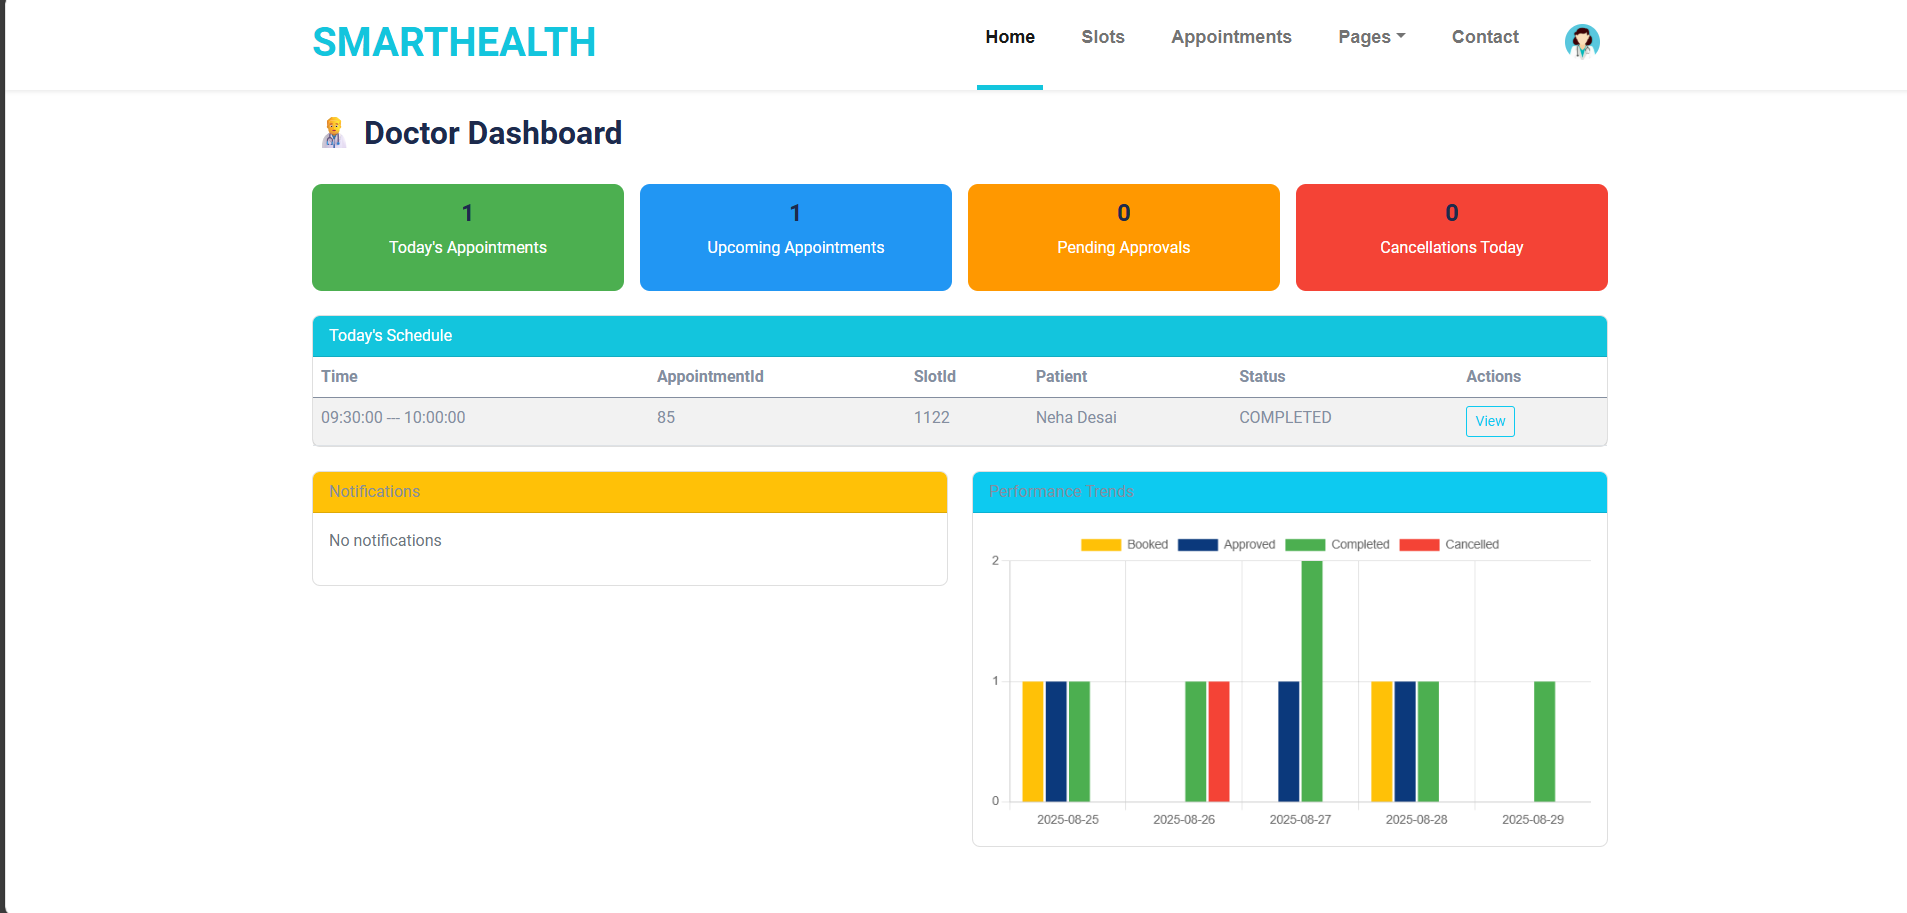 SMARTHEALTH
Home Slots Appointments Pages Contact
Doctor Dashboard
1 1 0 0
Today's Appointments Upcoming Appointments Pending Approvals Cancellations Today
Today's Schedule
Time AppointmentId SlotId Patient Status Actions
09:30:00 --- 10:00:00 85 1122 Neha Desai COMPLETED View
Notifications
No notifications
Performance Trends
Booked Approved Completed Cancelled
2
1
0
2025-08-25 2025-08-26 2025-08-27 2025-08-28 2025-08-29